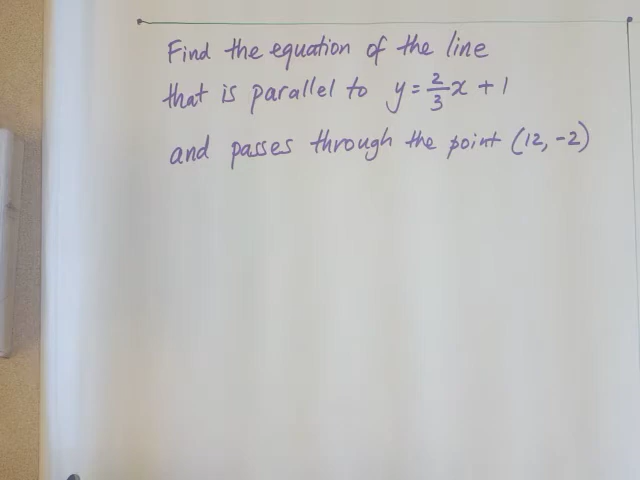 Find the equation of the line
that is parallel to y = 2/3 x + 1
and passes through the point (12, -2)